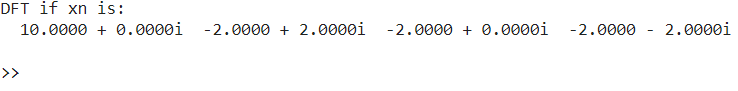 DFT if xn is:
10.0000 + 0.0000i  -2.0000 + 2.0000i  -2.0000 + 0.0000i  -2.0000 - 2.0000i
>>